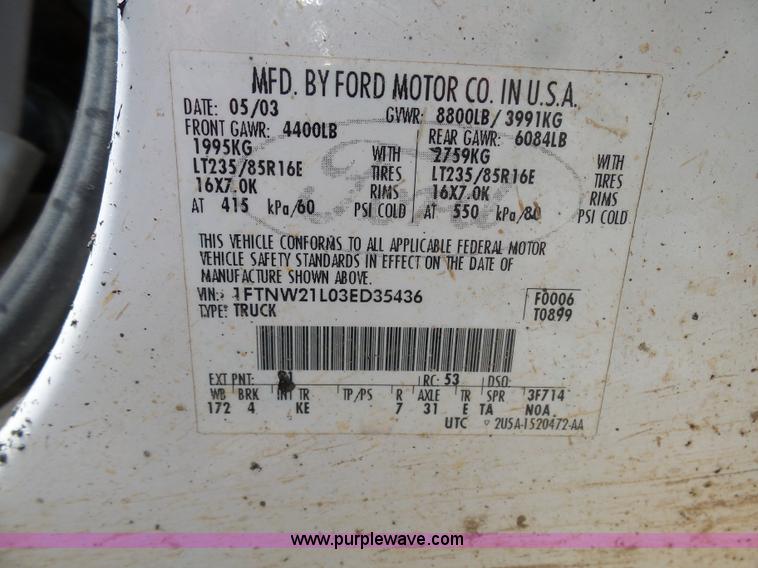 MFD. BY FORD MOTOR CO. IN U.S.A.
DATE: 05/03 GVWR: 8800LB/ 3991KG
FRONT GAWR: 4400LB REAR GAWR: 6084LB
1995KG WITH 2759KG WITH
LT235/85R16E TIRES LT235/85R16E TIRES
16X7.0K RIMS 16X7.0K RIMS
AT 415 kPa/60 PSI COLD AT 550 kPa/80 PSI COLD
Ford
THIS VEHICLE CONFORMS TO ALL APPLICABLE FEDERAL MOTOR
VEHICLE SAFETY STANDARDS IN EFFECT ON THE DATE OF
MANUFACTURE SHOWN ABOVE.
VIN: 1FTNW21L03ED35436 F0006
TYPE: TRUCK T0899
EXT PNT: RC: 53 DSO:
WB BRK INT TR TP/PS R AXLE TR SPR 3F714
172 4 KE 7 31 E TA NOA
UTC 2U5A-1520472-AA
www.purplewave.com